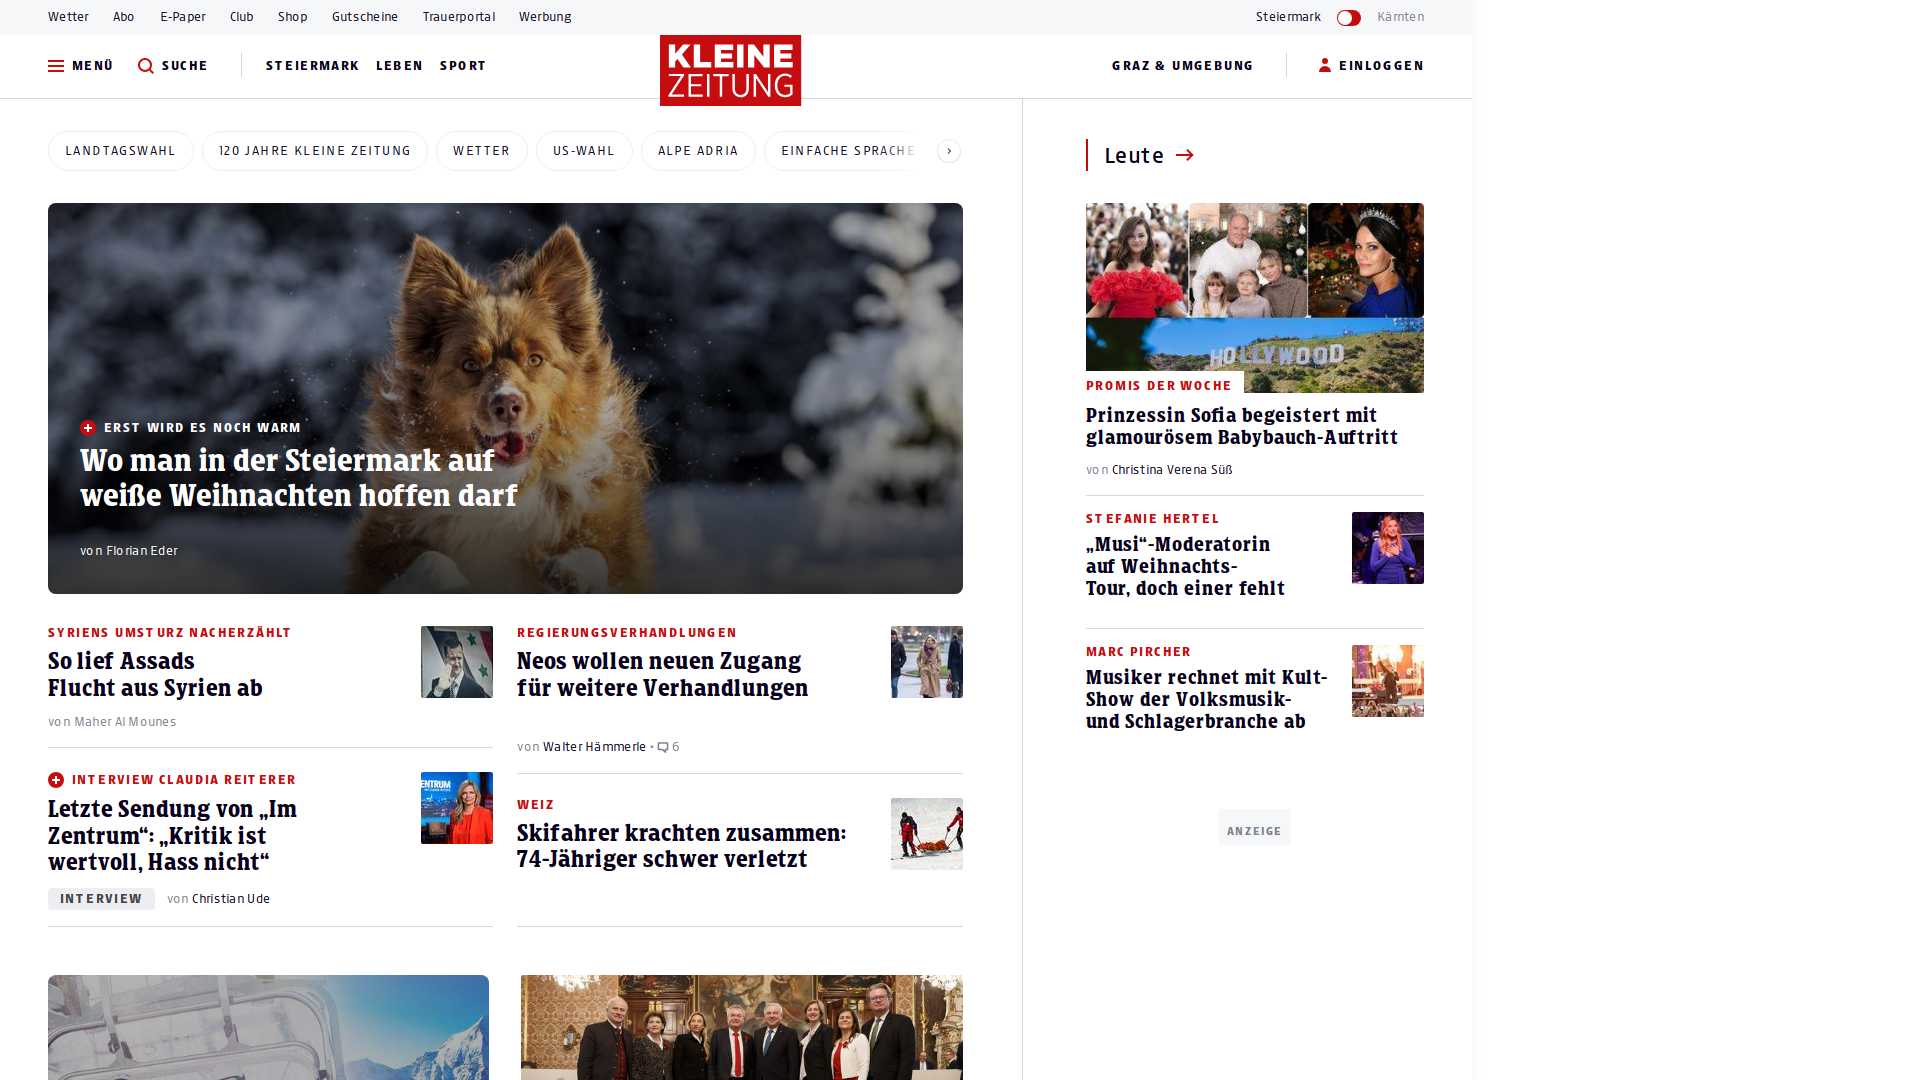 Wetter Abo E-Paper Club Shop Gutscheine Trauerportal Werbung Steiermark Kärnten
MENÜ SUCHE STEIERMARK LEBEN SPORT KLEINE ZEITUNG GRAZ & UMGEBUNG EINLOGGEN
LANDTAGSWAHL 120 JAHRE KLEINE ZEITUNG WETTER US-WAHL ALPE ADRIA EINFACHE SPRACHE
ERST WIRD ES NOCH WARM
Wo man in der Steiermark auf
weiße Weihnachten hoffen darf
von Florian Eder
SYRIENS UMSTURZ NACHERZÄHLT
So lief Assads
Flucht aus Syrien ab
von Maher Al Mounes
REGIERUNGSVERHANDLUNGEN
Neos wollen neuen Zugang
für weitere Verhandlungen
von Walter Hämmerle • 6
INTERVIEW CLAUDIA REITERER
Letzte Sendung von „Im
Zentrum“: „Kritik ist
wertvoll, Hass nicht“
INTERVIEW von Christian Ude
ENTRUM
WEIZ
Skifahrer krachten zusammen:
74-Jähriger schwer verletzt
Leute
HOLLYWOOD
PROMIS DER WOCHE
Prinzessin Sofia begeistert mit
glamourösem Babybauch-Auftritt
von Christina Verena Süß
STEFANIE HERTEL
„Musi“-Moderatorin
auf Weihnachts-
Tour, doch einer fehlt
MARC PIRCHER
Musiker rechnet mit Kult-
Show der Volksmusik-
und Schlagerbranche ab
ANZEIGE